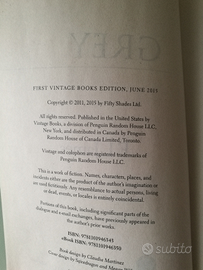 GREY
FIRST VINTAGE BOOKS EDITION, JUNE 2015
Copyright © 2011, 2015 by Fifty Shades Ltd.
All rights reserved. Published in the United States by
Vintage Books, a division of Penguin Random House LLC,
New York, and distributed in Canada by
Random House of Canada Limited, Toronto.
Vintage and colophon are registered trademarks of
Penguin Random House LLC.
This is a work of fiction. Names, characters, places, and
incidents either are the product of the author's imagination or
are used fictitiously. Any resemblance to actual persons, living
or dead, events, or locales is entirely coincidental.
Portions of this book, including significant parts of the
dialogue and e-mail exchanges, have previously appeared in
the author's prior works.
ISBN:
eBook ISBN:
Book design by Claudia Martinez
Cover design by
subito